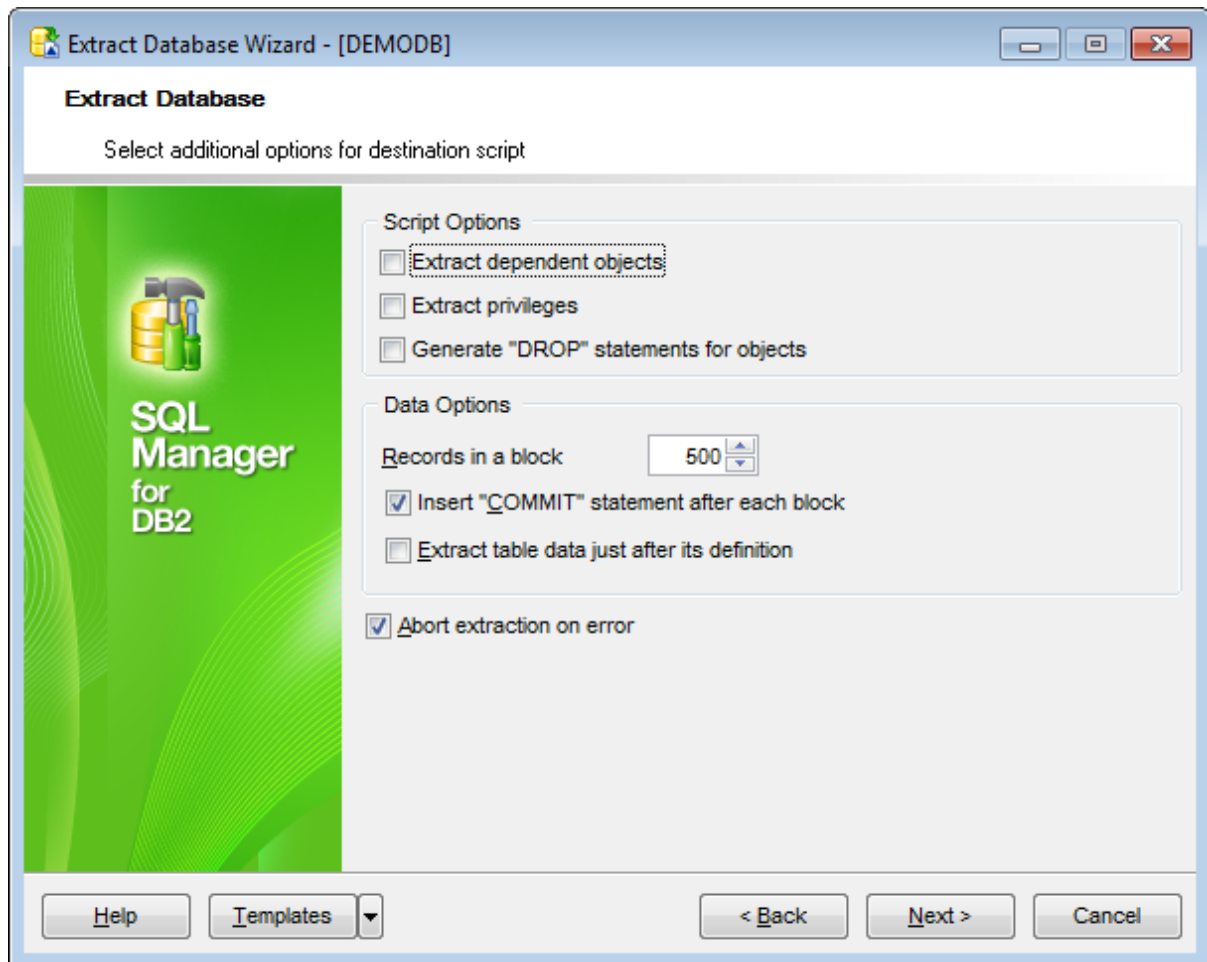 Extract Database Wizard - [DEMODB]
Extract Database
Select additional options for destination script
SQL
Manager
for
DB2
Script Options
Extract dependent objects
Extract privileges
Generate "DROP" statements for objects
Data Options
Records in a block 500
Insert "COMMIT" statement after each block
Extract table data just after its definition
Abort extraction on error
Help Templates < Back Next > Cancel